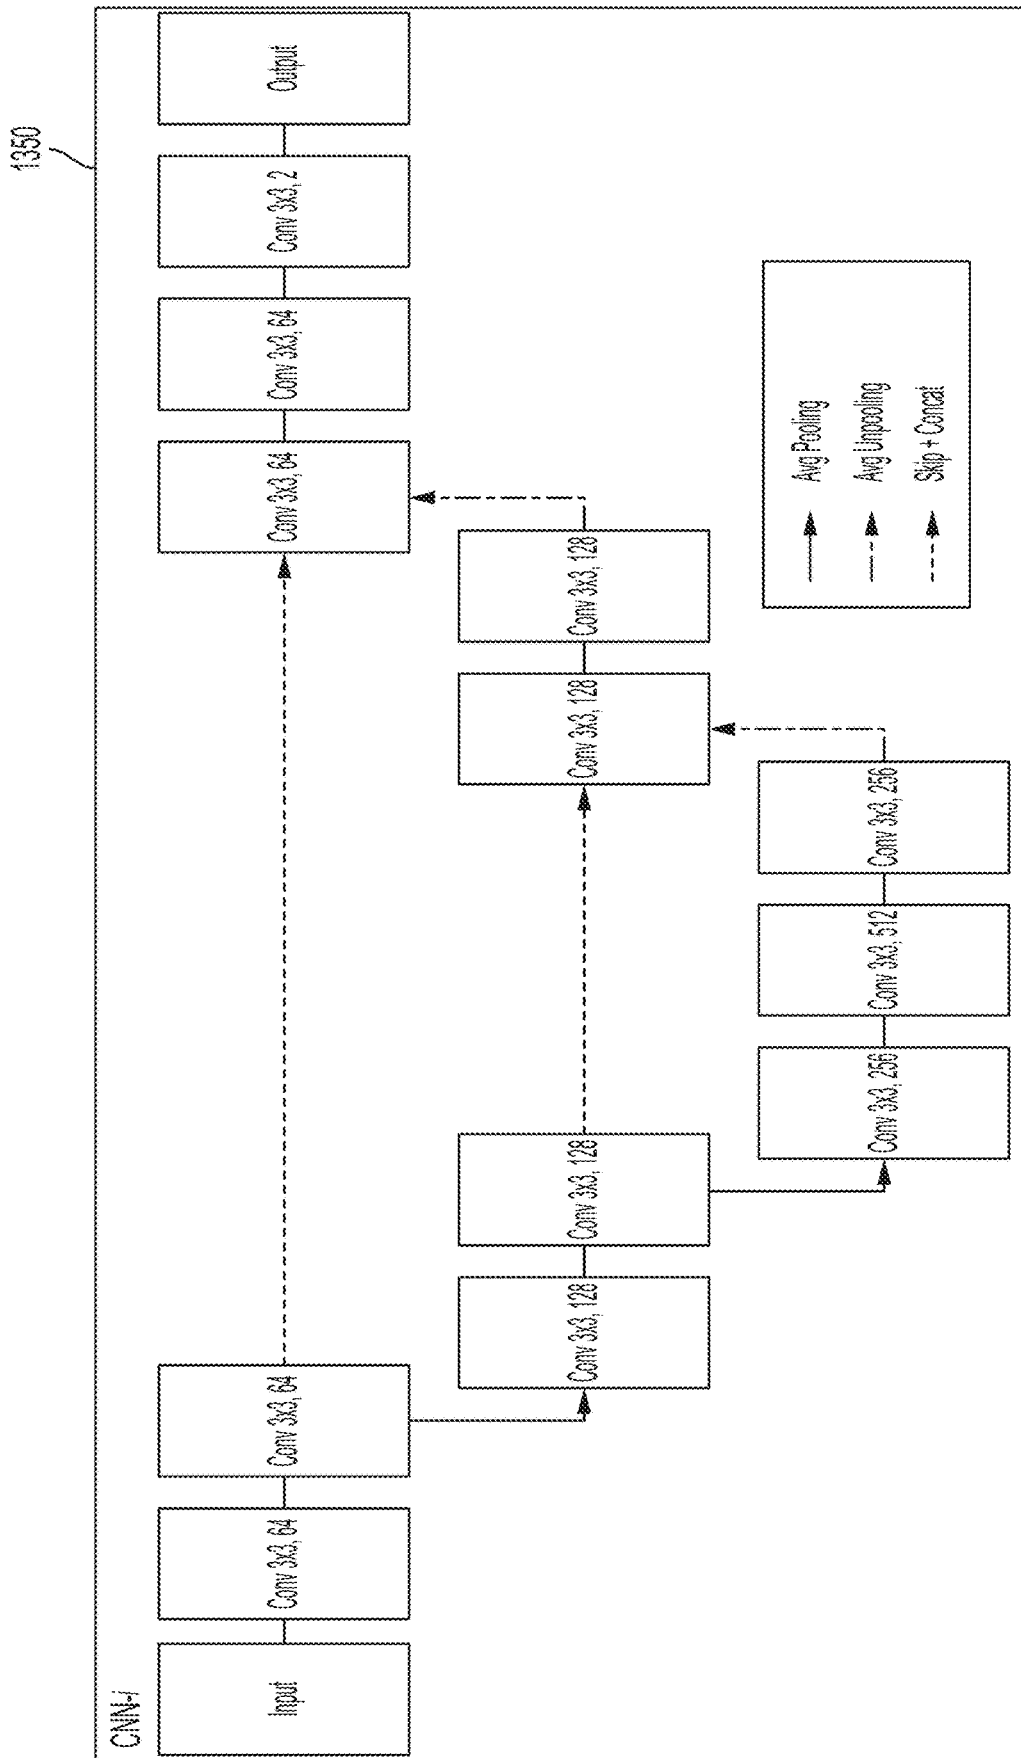 1350
CNN-i
Input
Conv 3x3, 64
Conv 3x3, 64
Conv 3x3, 64
Conv 3x3, 64
Conv 3x3, 2
Output
Conv 3x3, 128
Conv 3x3, 128
Conv 3x3, 128
Conv 3x3, 128
Conv 3x3, 256
Conv 3x3, 512
Conv 3x3, 256
Avg Pooling
Avg Unpooling
Skip + Concat